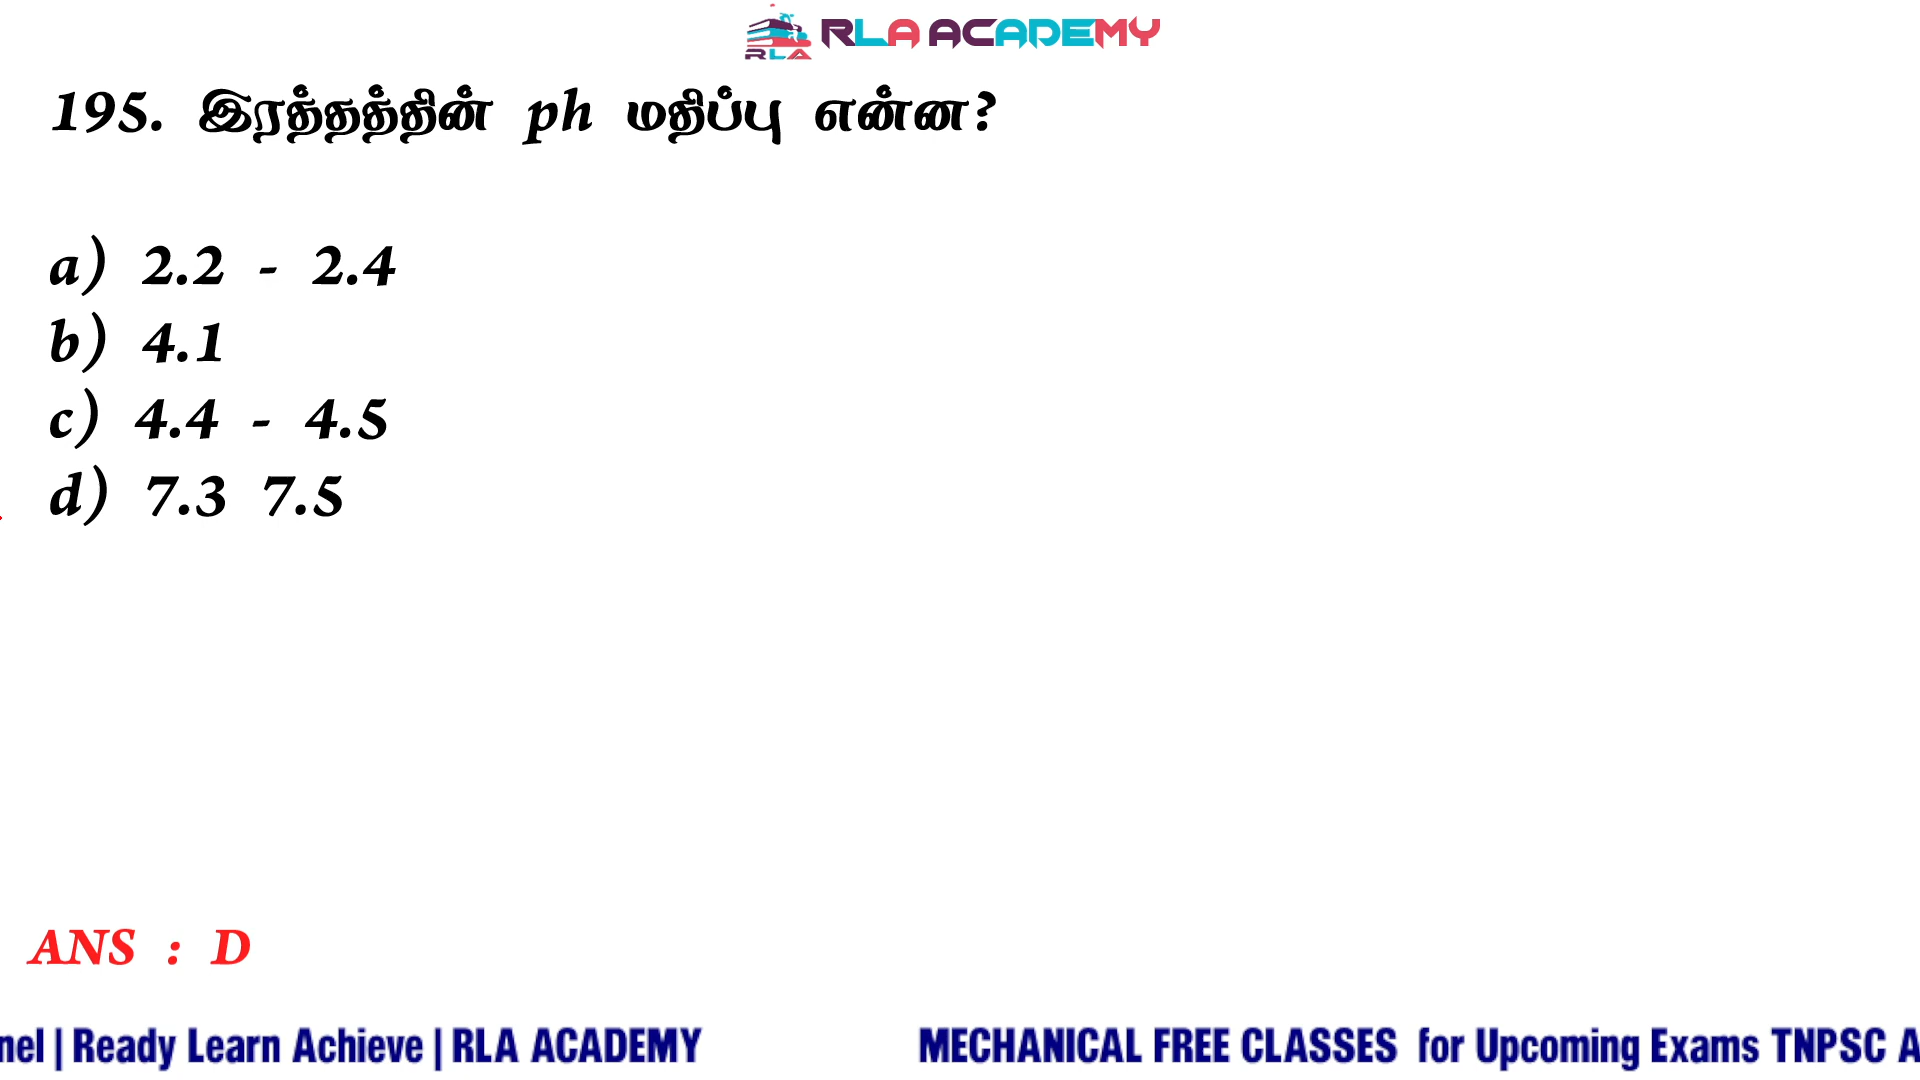 RLA ACADEMY
RLA
195. இரத்தத்தின் ph மதிப்பு என்ன?
a) 2.2 - 2.4
b) 4.1
c) 4.4 - 4.5
d) 7.3 7.5
ANS : D
nel | Ready Learn Achieve | RLA ACADEMY MECHANICAL FREE CLASSES for Upcoming Exams TNPSC A